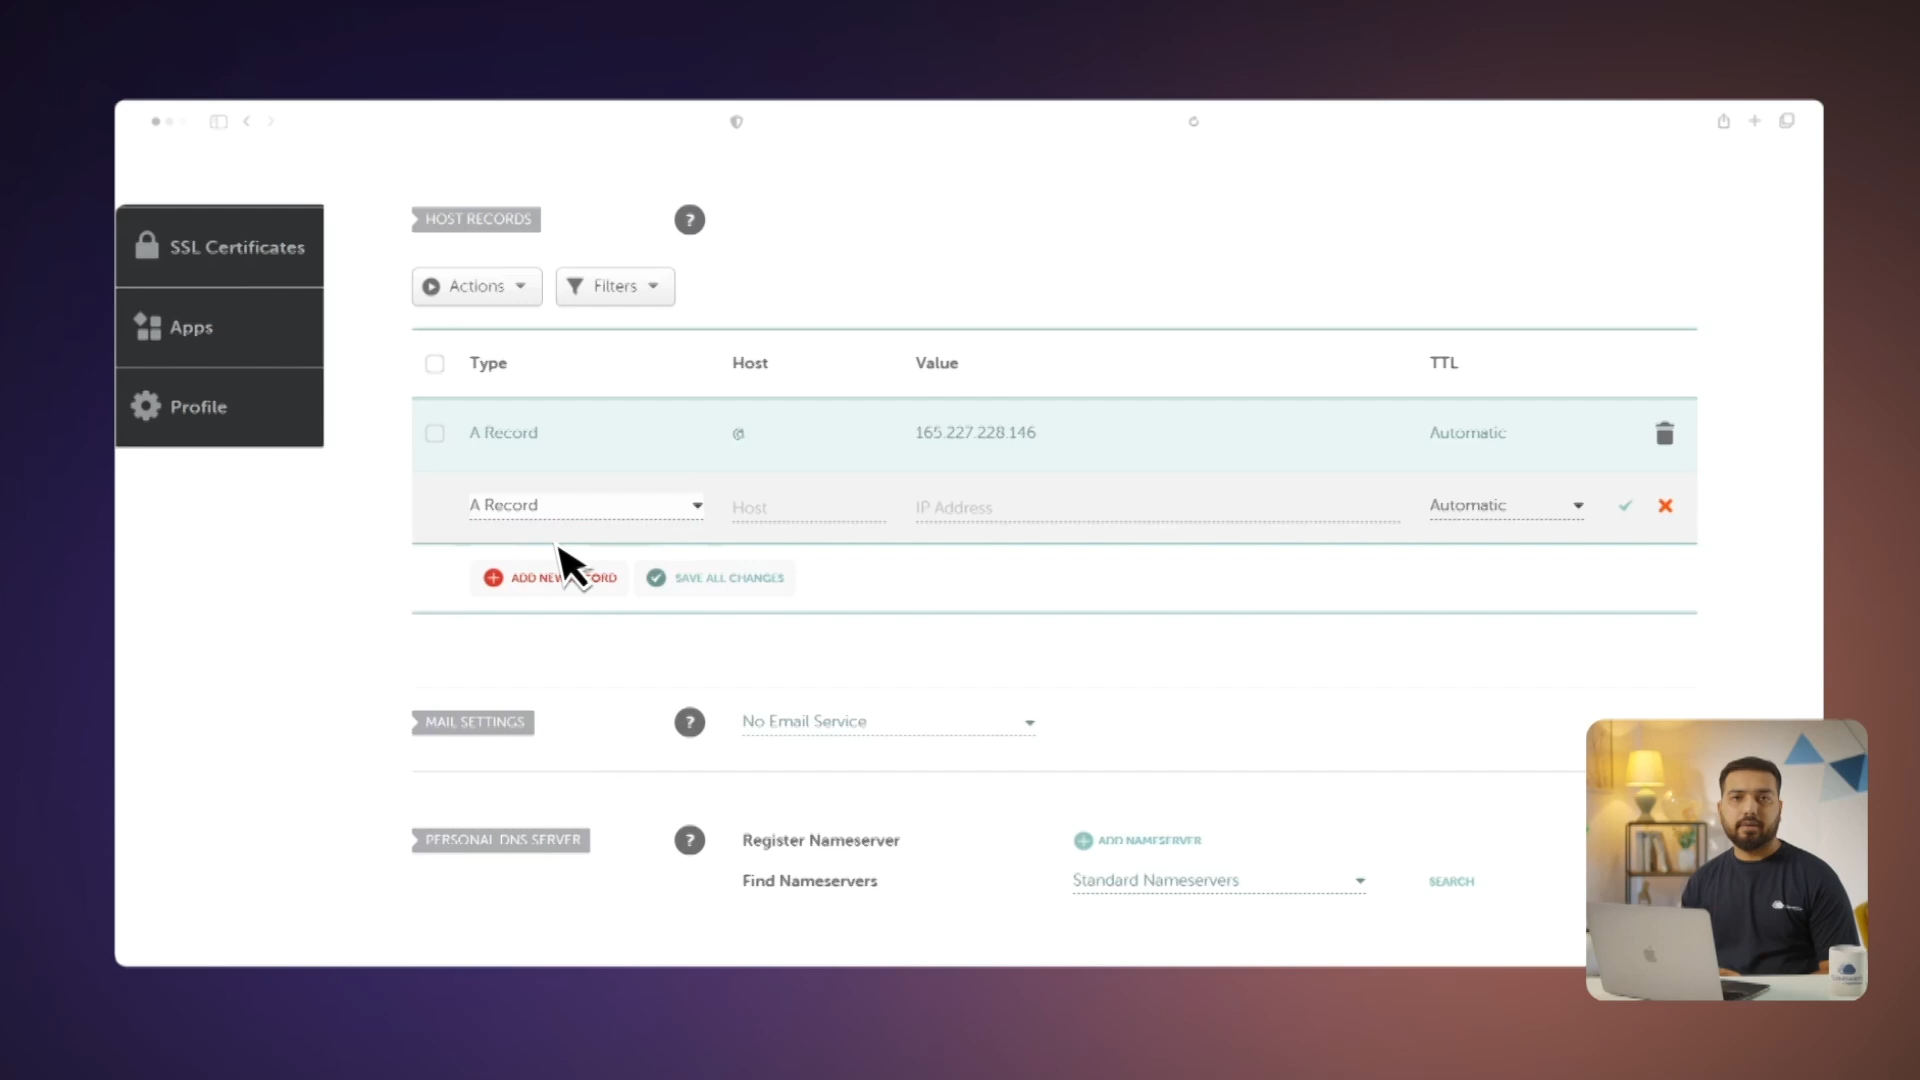 SSL Certificates
Apps
Profile
HOST RECORDS ?
Actions Filters
Type Host Value TTL
A Record @ 165.227.228.146 Automatic
A Record Host IP Address Automatic
ADD NEW SAVE ALL CHANGES
MAIL SETTINGS ? No Email Service
PERSONAL DNS SERVER ? Register Nameserver ADD NAMESERVER
Find Nameservers Standard Nameservers SEARCH